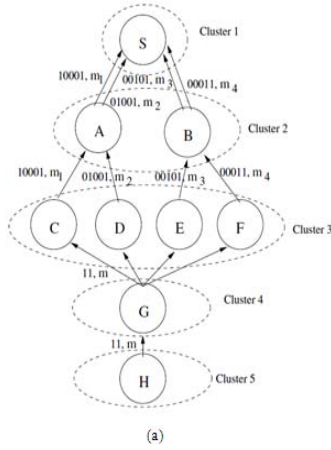 S
Cluster 1
10001, m1
00101, m3
00011, m4
01001, m2
A
B
Cluster 2
10001, m1
01001, m2
00101, m3
00011, m4
C
D
E
F
Cluster 3
11, m
G
Cluster 4
11, m
H
Cluster 5
(a)